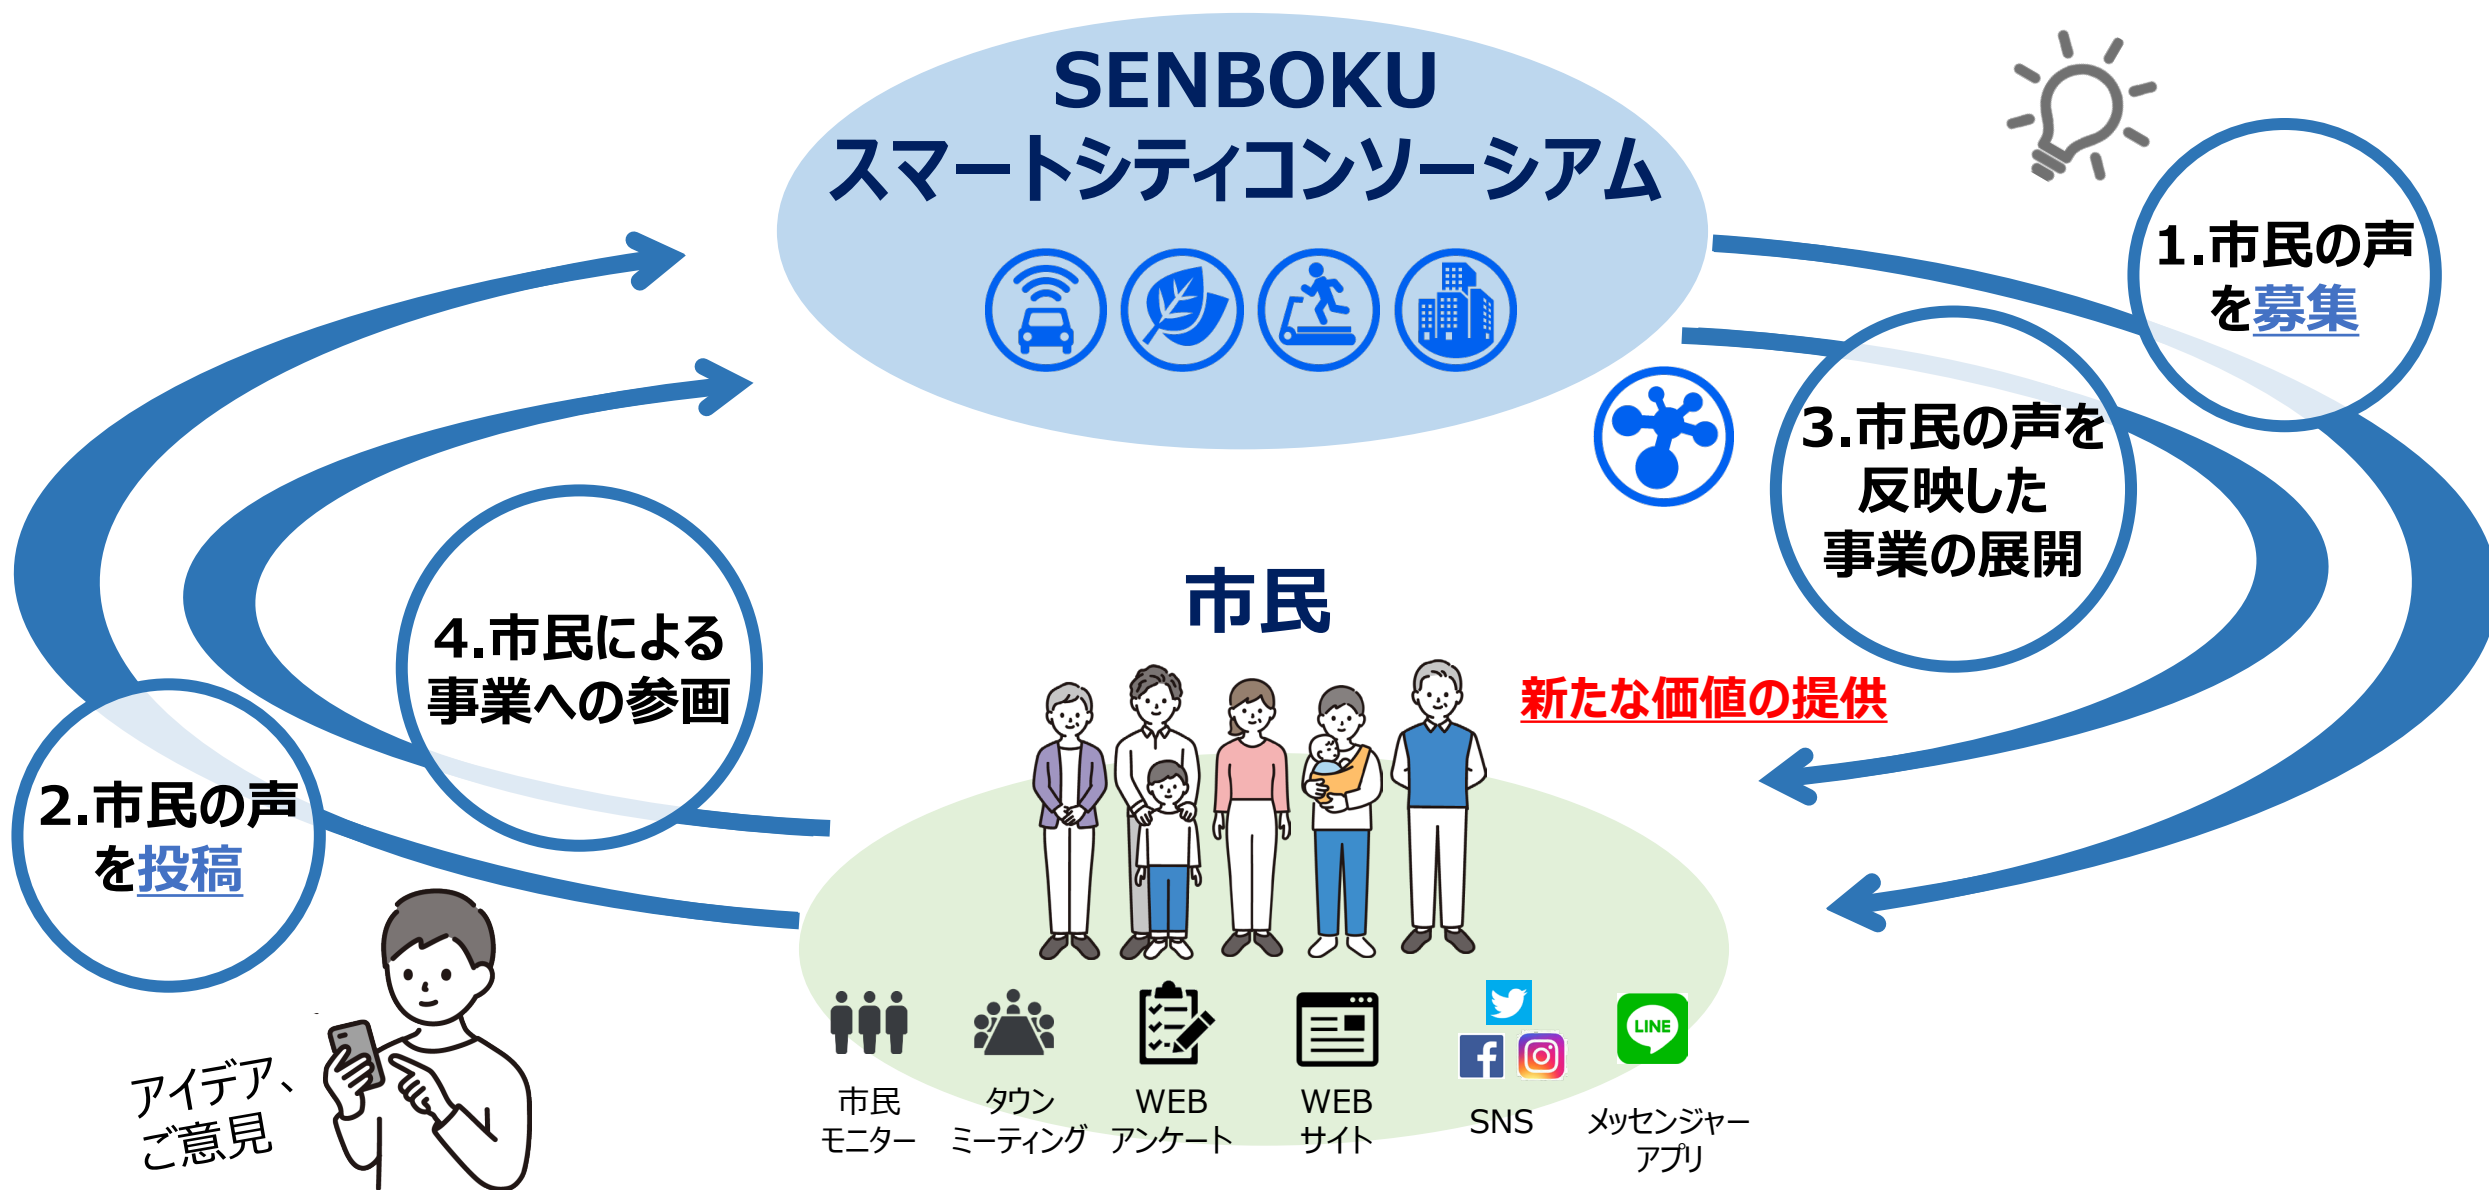 SENBOKU
スマートシティコンソーシアム
1.市民の声
を募集
3.市民の声を
反映した
事業の展開
市民
4.市民による
事業への参画
新たな価値の提供
2.市民の声
を投稿
アイデア、
ご意見
市民
モニター
タウン
ミーティング
WEB
アンケート
WEB
サイト
SNS
LINE
メッセンジャー
アプリ